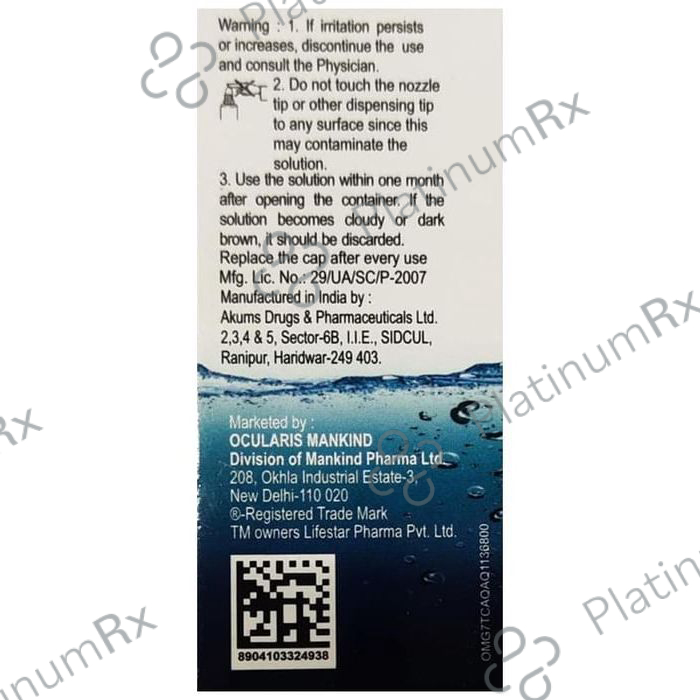 Warning : 1. If irritation persists
or increases, discontinue the use
and consult the Physician.
2. Do not touch the nozzle
tip or other dispensing tip
to any surface since this
may contaminate the
solution.
3. Use the solution within one month
after opening the container. If the
solution becomes cloudy or dark
brown, it should be discarded.
Replace the cap after every use
Mfg. Lic. No.: 29/UA/SC/P-2007
Manufactured in India by :
Akums Drugs & Pharmaceuticals Ltd.
2,3,4 & 5, Sector-6B, I.I.E., SIDCUL,
Ranipur, Haridwar-249 403.
Marketed by :
OCULARIS MANKIND
Division of Mankind Pharma Ltd.
208, Okhla Industrial Estate-3,
New Delhi-110 020
®-Registered Trade Mark
TM owners Lifestar Pharma Pvt. Ltd.
8904103324938
OMG7TCAQAQ1136800
PlatinumRx
PlatinumRx
PlatinumRx
PlatinumRx
PlatinumRx
Rx
inumRx